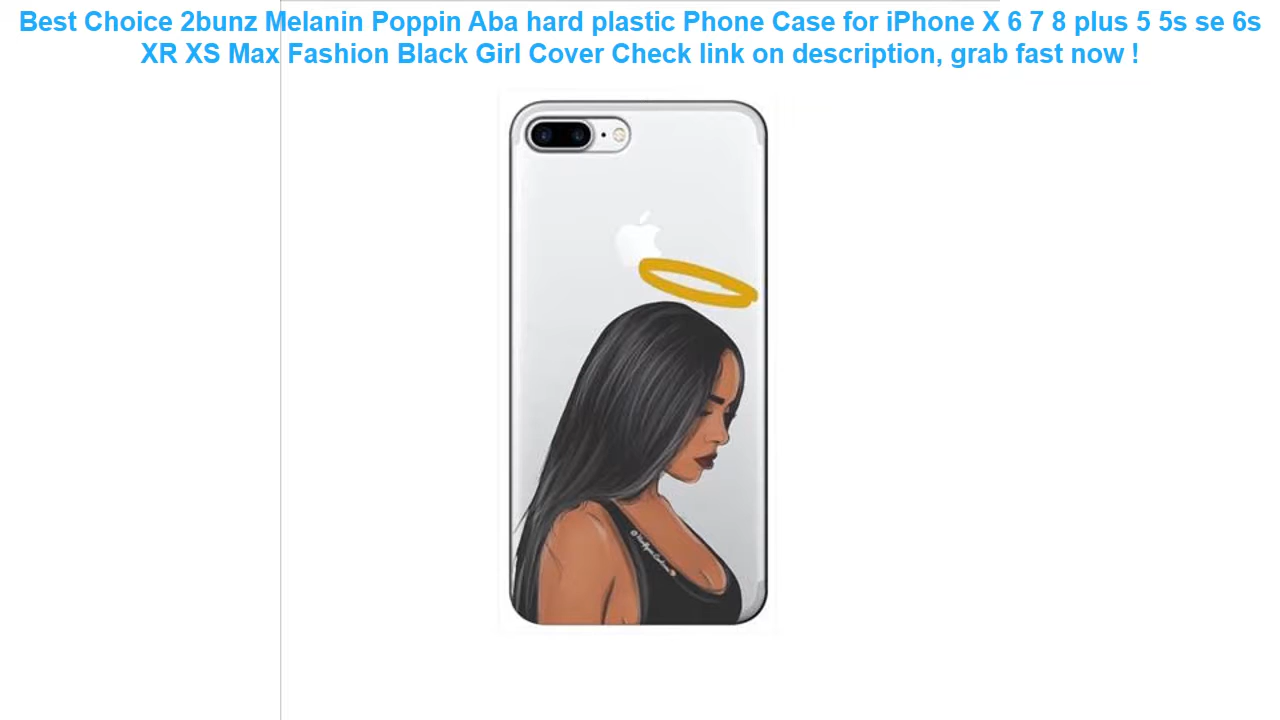 Best Choice 2bunz Melanin Poppin Aba hard plastic Phone Case for iPhone X 6 7 8 plus 5 5s se 6s
XR XS Max Fashion Black Girl Cover Check link on description, grab fast now !